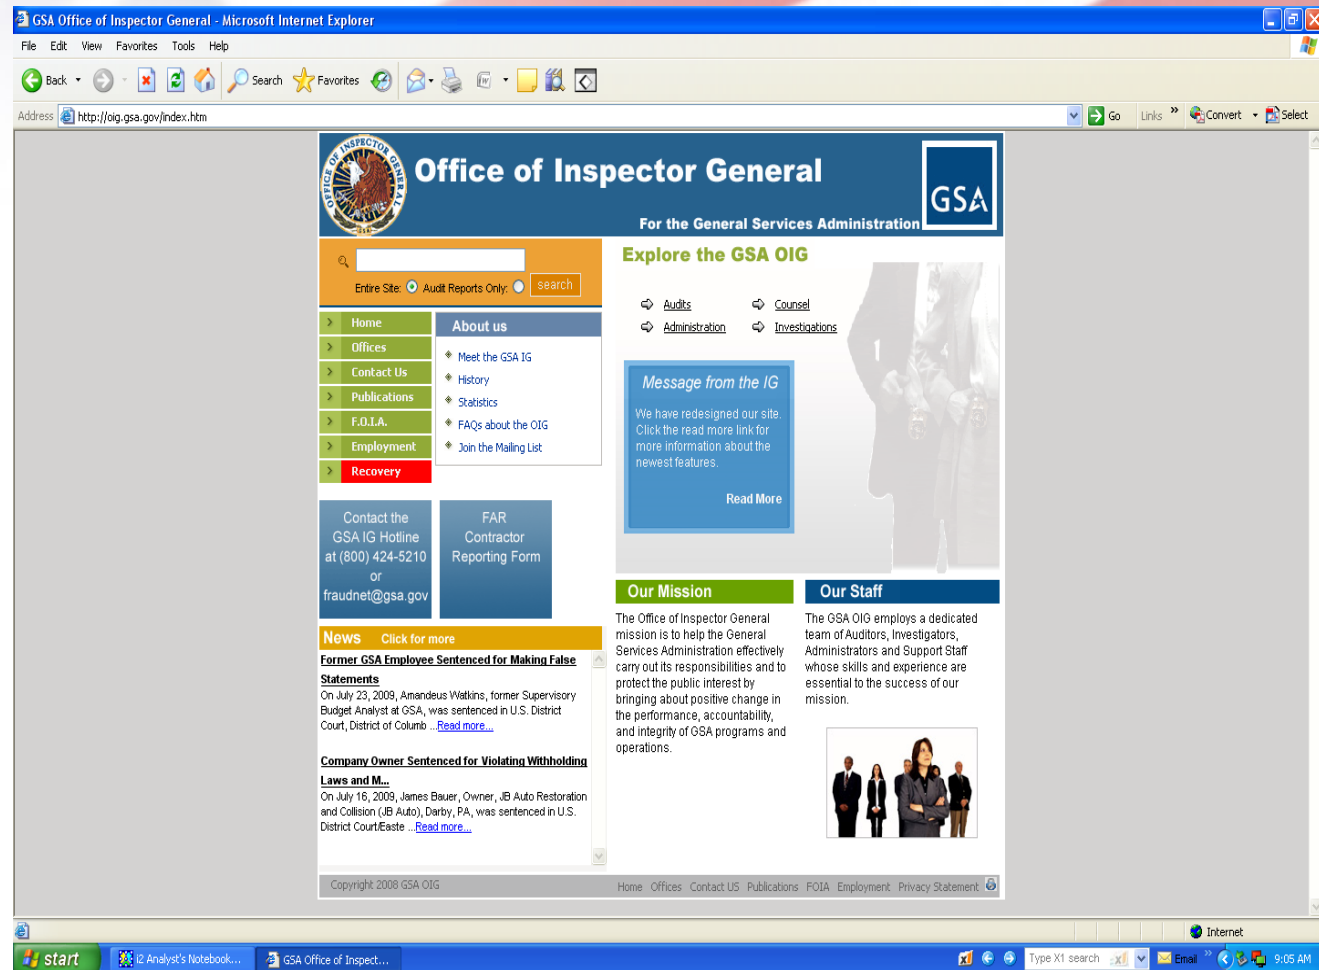 GSA Office of Inspector General - Microsoft Internet Explorer
File Edit View Favorites Tools Help
Back Search Favorites
Address http://oig.gsa.gov/index.htm Go Links » Convert Select
OFFICE OF INSPECTOR GENERAL
GSA
Office of Inspector General
For the General Services Administration
GSA
Entire Site: Audit Reports Only: search
Home
Offices
Contact Us
Publications
F.O.I.A.
Employment
Recovery
About us
Meet the GSA IG
History
Statistics
FAQs about the OIG
Join the Mailing List
Explore the GSA OIG
Audits Counsel
Administration Investigations
Message from the IG
We have redesigned our site.
Click the read more link for
more information about the
newest features.
Read More
Contact the
GSA IG Hotline
at (800) 424-5210
or
fraudnet@gsa.gov
FAR
Contractor
Reporting Form
News Click for more
Former GSA Employee Sentenced for Making False
Statements
On July 23, 2009, Amandeus Watkins, former Supervisory
Budget Analyst at GSA, was sentenced in U.S. District
Court, District of Columb ...Read more...
Company Owner Sentenced for Violating Withholding
Laws and M...
On July 16, 2009, James Bauer, Owner, JB Auto Restoration
and Collision (JB Auto), Darby, PA, was sentenced in U.S.
District Court/Easte ...Read more...
Our Mission
The Office of Inspector General
mission is to help the General
Services Administration effectively
carry out its responsibilities and to
protect the public interest by
bringing about positive change in
the performance, accountability,
and integrity of GSA programs and
operations.
Our Staff
The GSA OIG employs a dedicated
team of Auditors, Investigators,
Administrators and Support Staff
whose skills and experience are
essential to the success of our
mission.
Copyright 2008 GSA OIG
Home Offices Contact US Publications FOIA Employment Privacy Statement
Internet
start i2 Analyst's Notebook... GSA Office of Inspect... Type X1 search Email » 9:05 AM